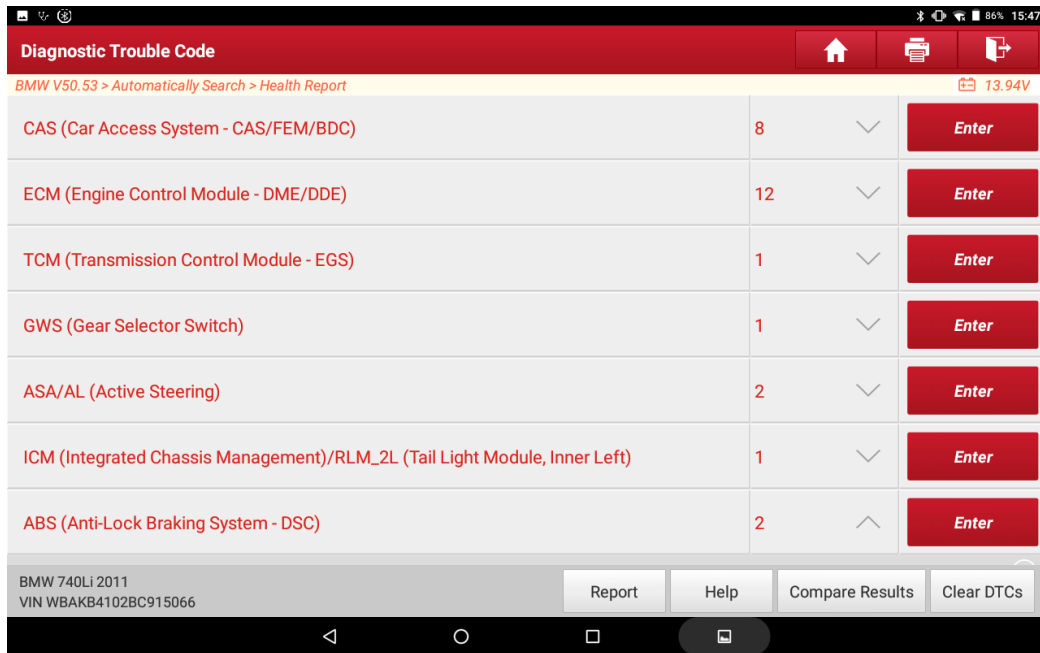 86% 15:47
Diagnostic Trouble Code
BMW V50.53 > Automatically Search > Health Report 13.94V
CAS (Car Access System - CAS/FEM/BDC) 8 Enter
ECM (Engine Control Module - DME/DDE) 12 Enter
TCM (Transmission Control Module - EGS) 1 Enter
GWS (Gear Selector Switch) 1 Enter
ASA/AL (Active Steering) 2 Enter
ICM (Integrated Chassis Management)/RLM_2L (Tail Light Module, Inner Left) 1 Enter
ABS (Anti-Lock Braking System - DSC) 2 Enter
BMW 740Li 2011
VIN WBAKB4102BC915066
Report Help Compare Results Clear DTCs